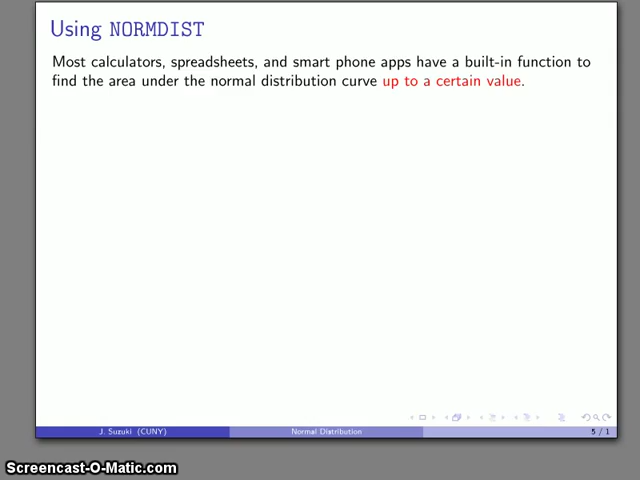 Using NORMDIST
Most calculators, spreadsheets, and smart phone apps have a built-in function to
find the area under the normal distribution curve up to a certain value.
J. Suzuki (CUNY)
Normal Distribution
5 / 1
Screencast-O-Matic.com